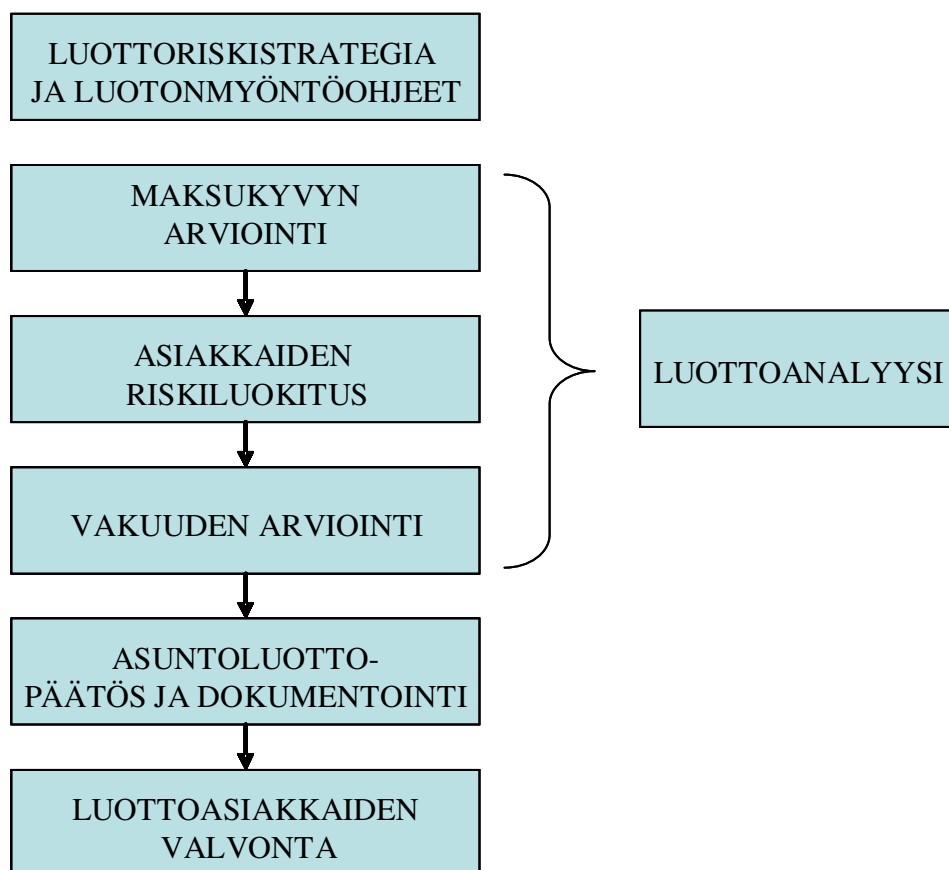 LUOTTORISKISTRATEGIA
JA LUOTONMYÖNTÖOHJEET
MAKSUKYVYN
ARVIOINTI
ASIAKKAIDEN
RISKILUOKITUS
LUOTTOANALYYSI
VAKUUDEN ARVIOINTI
ASUNTOLUOTTO-
PÄÄTÖS JA DOKUMENTOINTI
LUOTTOASIAKKAIDEN
VALVONTA